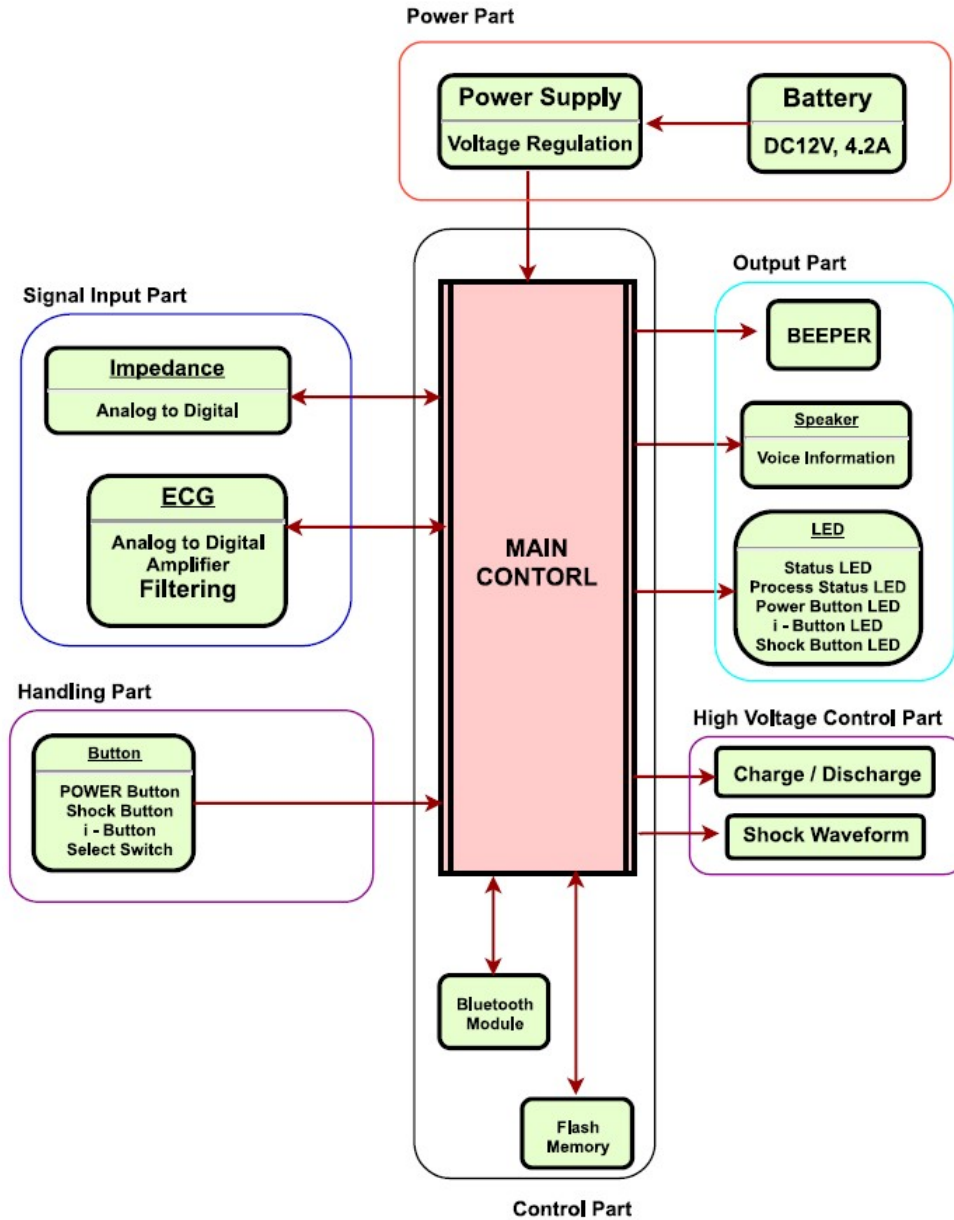 Power Part
Power Supply
Voltage Regulation
Battery
DC12V, 4.2A
Signal Input Part
Impedance
Analog to Digital
ECG
Analog to Digital
Amplifier
Filtering
Handling Part
Button
POWER Button
Shock Button
i - Button
Select Switch
MAIN
CONTORL
Output Part
BEEPER
Speaker
Voice Information
LED
Status LED
Process Status LED
Power Button LED
i - Button LED
Shock Button LED
High Voltage Control Part
Charge / Discharge
Shock Waveform
Bluetooth
Module
Flash
Memory
Control Part